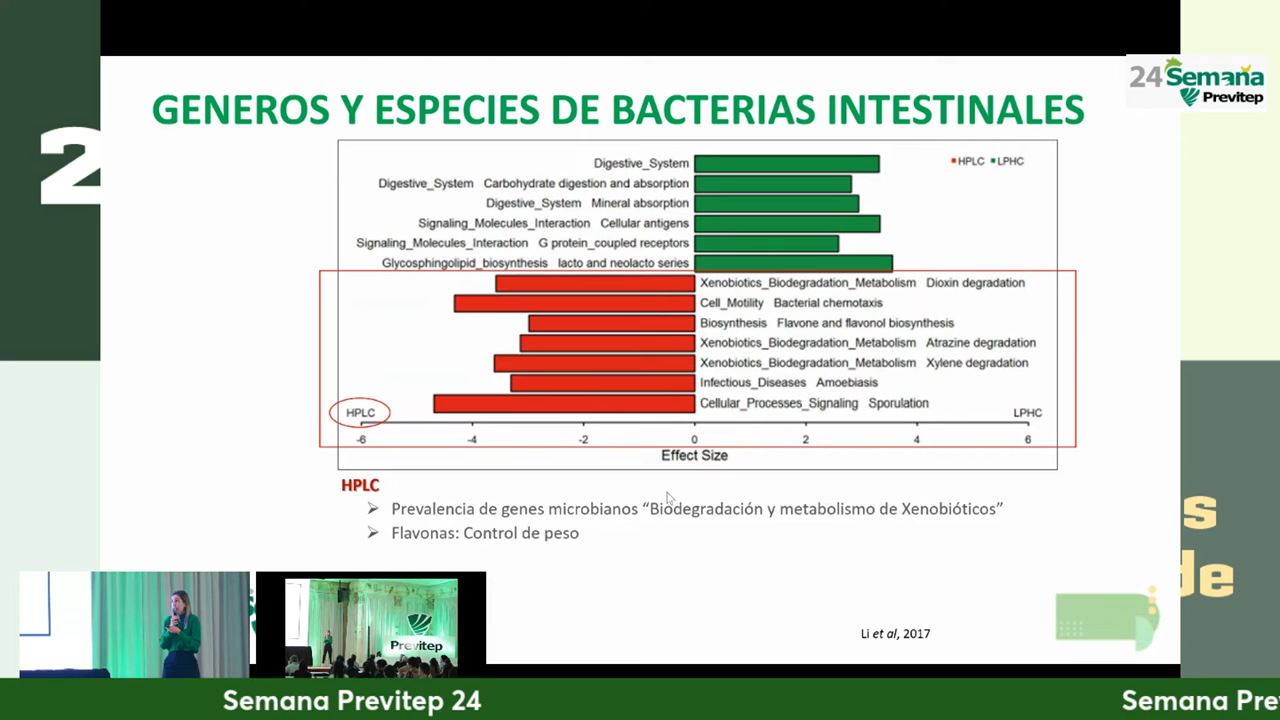 24 Semana
Previtep
GENEROS Y ESPECIES DE BACTERIAS INTESTINALES
2
HPLC LPHC
Digestive_System
Digestive_System Carbohydrate digestion and absorption
Digestive_System Mineral absorption
Signaling_Molecules_Interaction Cellular antigens
Signaling_Molecules_Interaction G protein_coupled receptors
Glycosphingolipid_biosynthesis lacto and neolacto series
Xenobiotics_Biodegradation_Metabolism Dioxin degradation
Cell_Motility Bacterial chemotaxis
Biosynthesis Flavone and flavonol biosynthesis
Xenobiotics_Biodegradation_Metabolism Atrazine degradation
Xenobiotics_Biodegradation_Metabolism Xylene degradation
Infectious_Diseases Amoebiasis
Cellular_Processes_Signaling Sporulation
HPLC LPHC
-6 -4 -2 0 2 4 6
Effect Size
HPLC
Prevalencia de genes microbianos “Biodegradación y metabolismo de Xenobióticos”
Flavonas: Control de peso
s
de
Previtep
Li et al, 2017
Semana Previtep 24 Semana Pre